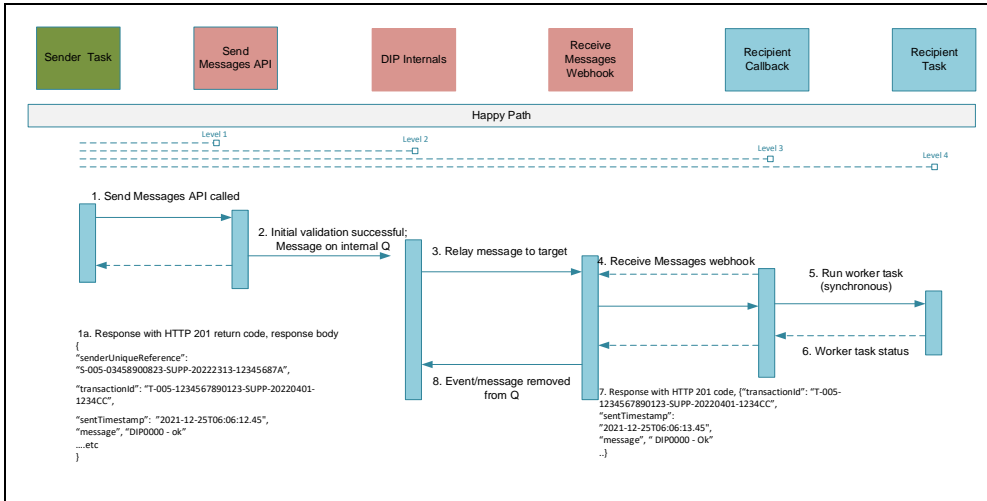 Sender Task
Send
Messages API
DIP Internals
Receive
Messages
Webhook
Recipient
Callback
Recipient
Task
Happy Path
Level 1
Level 2
Level 3
Level 4
1. Send Messages API called
2. Initial validation successful;
Message on internal Q
3. Relay message to target
4. Receive Messages webhook
5. Run worker task
(synchronous)
6. Worker task status
1a. Response with HTTP 201 return code, response body
{
“senderUniqueReference”:
“S-005-03458900823-SUPP-20222313-12345687A”,
“transactionId”: “T-005-1234567890123-SUPP-20220401-
1234CC”,
“sentTimestamp”: "2021-12-25T06:06:12.45",
“message”, “DIP0000 - ok”
….etc
}
8. Event/message removed
from Q
7. Response with HTTP 201 code, {“transactionId”: “T-005-
1234567890123-SUPP-20220401-1234CC”,
“sentTimestamp”:
"2021-12-25T06:06:13.45",
“message”, “ DIP0000 - Ok”
..}